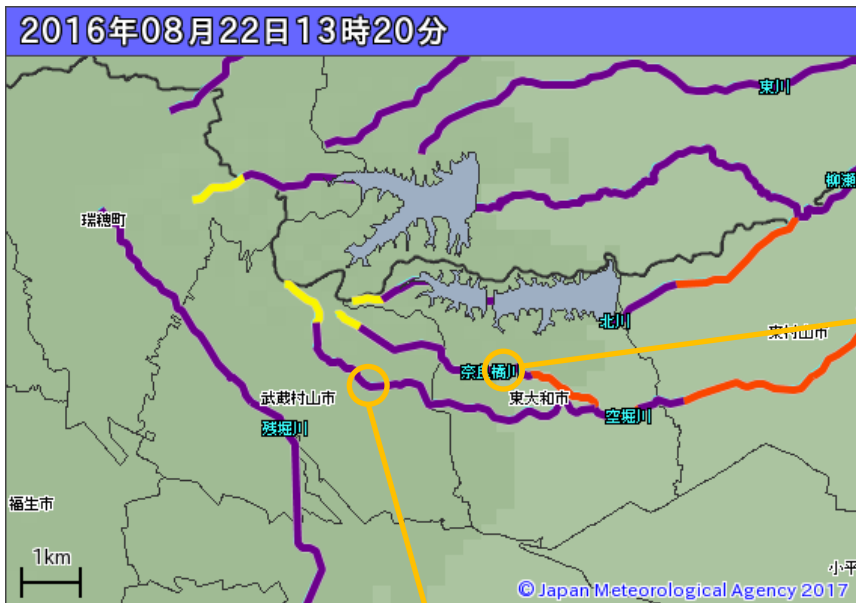 2016年08月22日13時20分
東川
柳瀬
瑞穂町
北川
東村山市
奈良橋川
武蔵村山市
東大和市
空堀川
残堀川
福生市
1km
小平
© Japan Meteorological Agency 2017